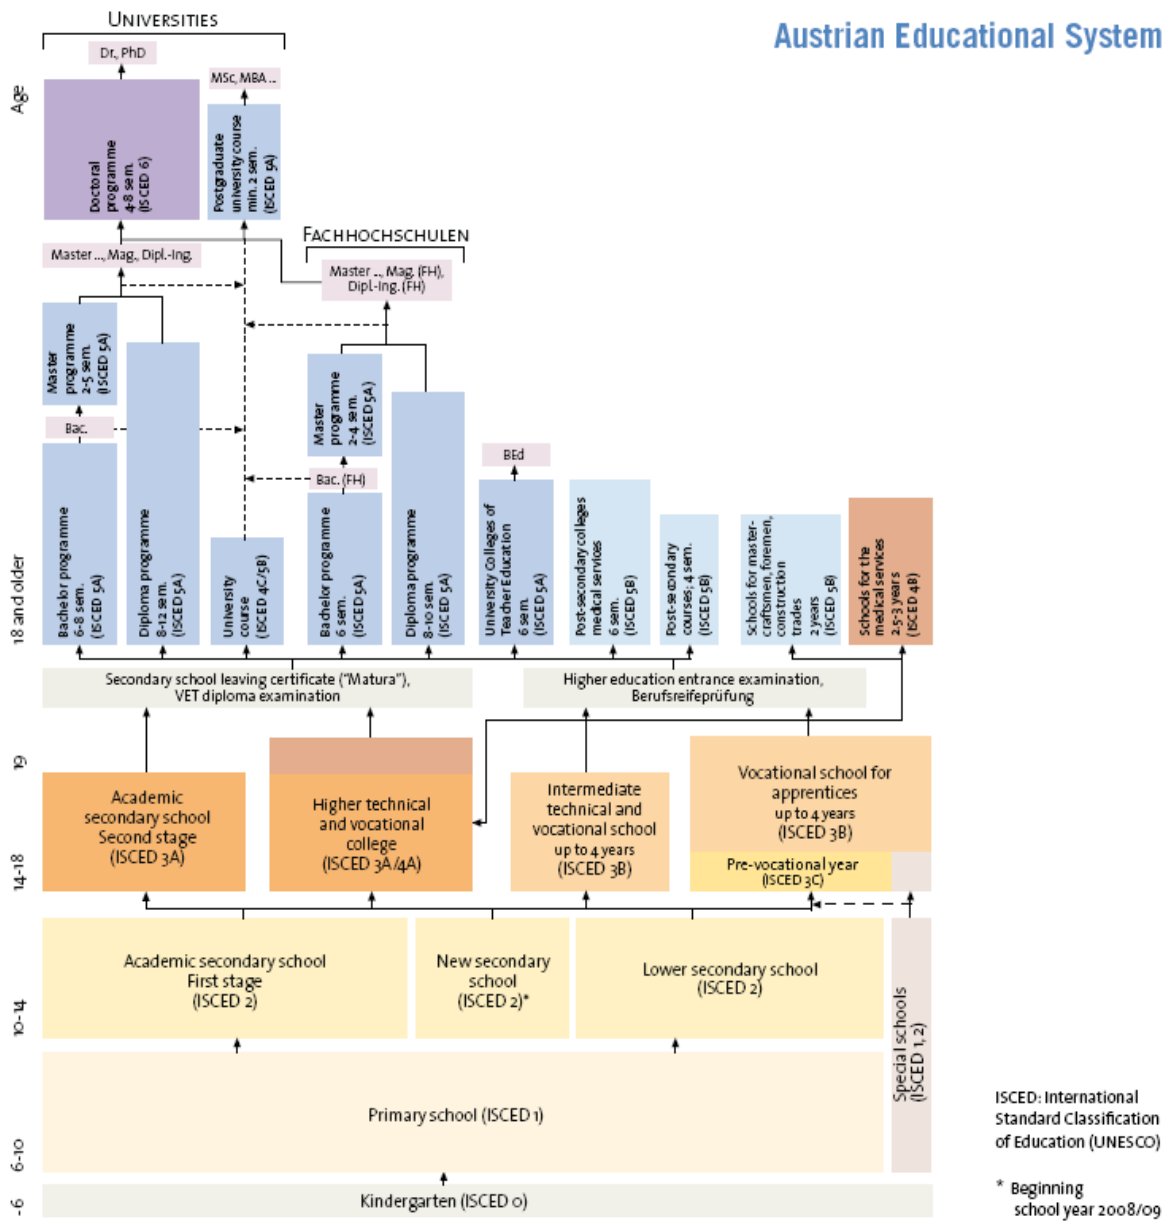 Austrian Educational System
UNIVERSITIES
Dr., PhD
MSc, MBA ...
Age
Doctoral
programme
4-8 sem.
(ISCED 6)
Postgraduate
university course
min. 2 sem.
(ISCED 5A)
FACHHOCHSCHULEN
Master ..., Mag., Dipl.-Ing.
Master ..., Mag. (FH),
Dipl.-Ing. (FH)
Master
programme
2-5 sem.
(ISCED 5A)
Bac.
Master
programme
2-4 sem.
(ISCED 5A)
Bac. (FH)
BEd
18 and older
Bachelor programme
6-8 sem.
(ISCED 5A)
Diploma programme
8-12 sem.
(ISCED 5A)
University
course
(ISCED 4C/5B)
Bachelor programme
6 sem.
(ISCED 5A)
Diploma programme
8-10 sem.
(ISCED 5A)
University Colleges of
Teacher Education
6 sem.
(ISCED 5A)
Post-secondary colleges
medical services
6 sem.
(ISCED 5B)
Post-secondary
courses; 4 sem.
(ISCED 5B)
Schools for master-
craftsmen, foremen,
construction
trades
2 years
(ISCED 5B)
Schools for the
medical services
2.5-3 years
(ISCED 4B)
Secondary school leaving certificate ("Matura"),
VET diploma examination
Higher education entrance examination,
Berufsreifeprüfung
19
Academic
secondary school
Second stage
(ISCED 3A)
Higher technical
and vocational
college
(ISCED 3A/4A)
Intermediate
technical and
vocational school
up to 4 years
(ISCED 3B)
Vocational school for
apprentices
up to 4 years
(ISCED 3B)
14-18
Pre-vocational year
(ISCED 3C)
Academic secondary school
First stage
(ISCED 2)
New secondary
school
(ISCED 2)*
Lower secondary school
(ISCED 2)
10-14
Special schools
(ISCED 1, 2)
Primary school (ISCED 1)
6-10
Kindergarten (ISCED 0)
-6
ISCED: International
Standard Classification
of Education (UNESCO)
* Beginning
school year 2008/09